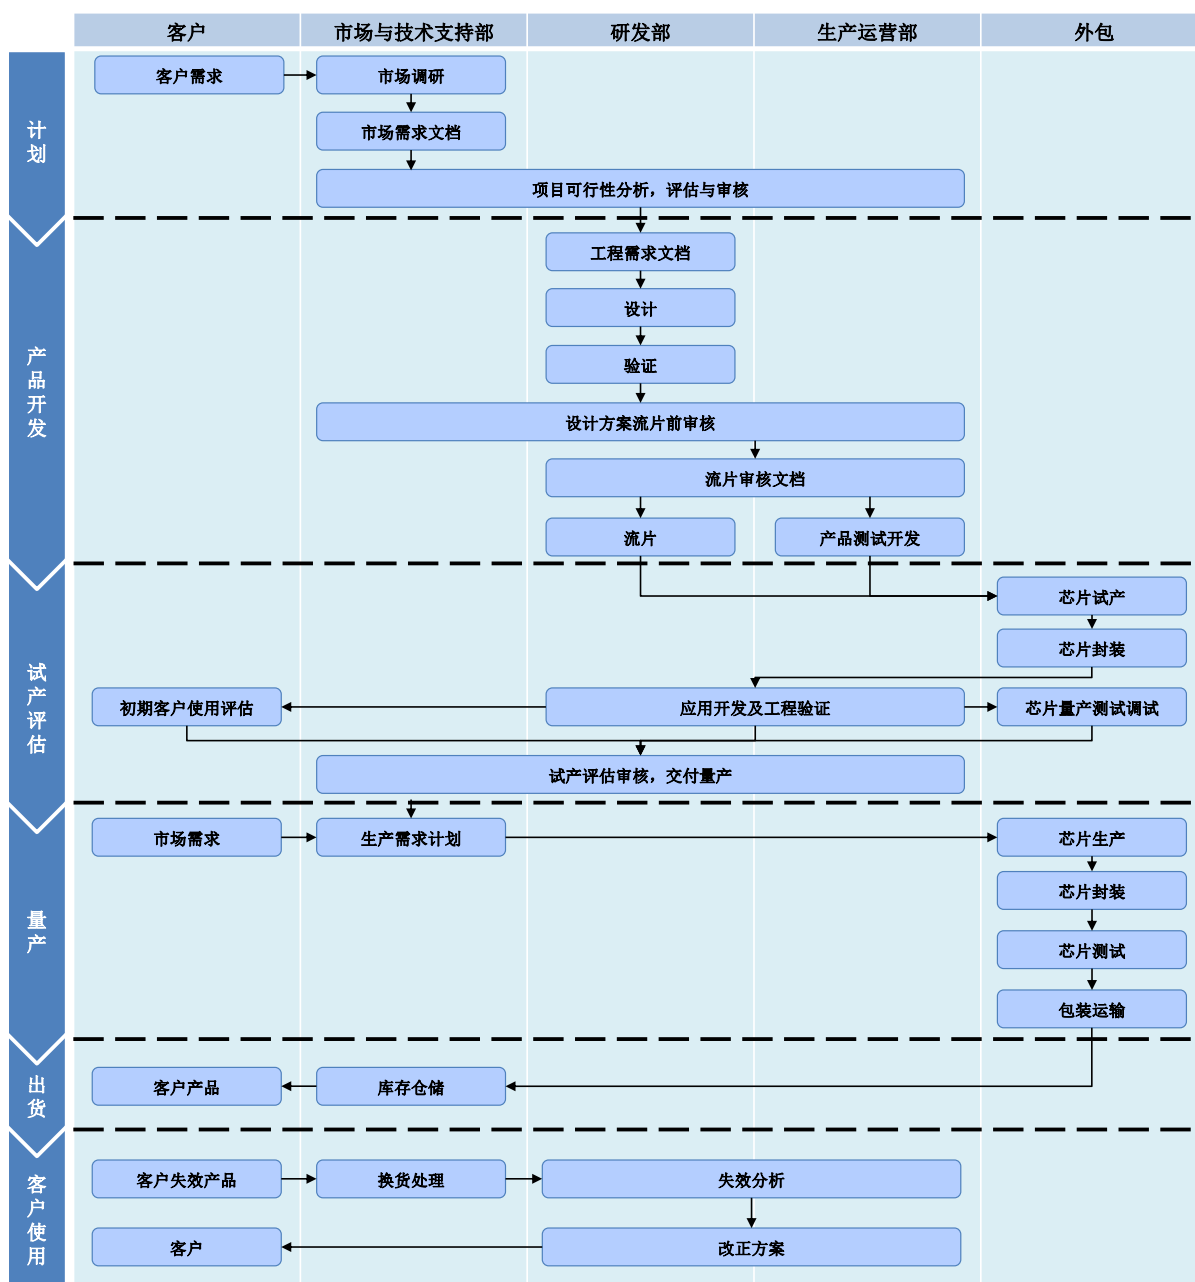 客户
市场与技术支持部
研发部
生产运营部
外包
计划
客户需求
市场调研
市场需求文档
项目可行性分析，评估与审核
产品开发
工程需求文档
设计
验证
设计方案流片前审核
流片审核文档
流片
产品测试开发
试产评估
芯片试产
芯片封装
初期客户使用评估
应用开发及工程验证
芯片量产测试调试
试产评估审核，交付量产
量产
市场需求
生产需求计划
芯片生产
芯片封装
芯片测试
包装运输
出货
客户产品
库存仓储
客户使用
客户失效产品
换货处理
失效分析
客户
改正方案